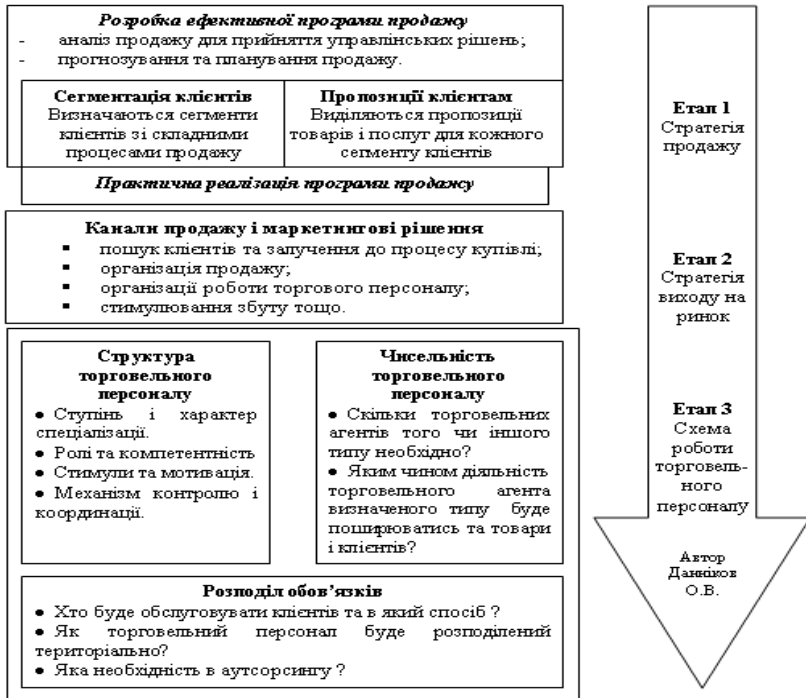 Розробка ефективної програми продажу
- аналіз продажу для прийняття управлінських рішень;
- прогнозування та планування продажу.
Сегментація клієнтів
Визначаються сегменти
клієнтів зі складними
процесами продажу
Пропозиції клієнтам
Виділяються пропозиції
товарів і послуг для кожного
сегменту клієнтів
Практична реалізація програми продажу
Канали продажу і маркетингові рішення
▪ пошук клієнтів та залучення до процесу купівлі;
▪ організація продажу;
▪ організації роботи торгового персоналу;
▪ стимулювання збуту тощо.
Структура
торговельного
персоналу
● Ступінь і характер
спеціалізації.
● Ролі та компетентність
● Стимули та мотивація.
● Механізм контролю і
координації.
Чисельність
торговельного
персоналу
● Скільки торговельних
агентів того чи іншого
типу необхідно?
● Яким чином діяльність
торговельного агента
визначеного типу буде
поширюватись та товари
і клієнтів?
Розподіл обов’язків
● Хто буде обслуговувати клієнтів та в який спосіб ?
● Як торговельний персонал буде розподілений
територіально?
● Яка необхідність в аутсорсингу ?
Етап 1
Стратегія
продажу
Етап 2
Стратегія
виходу на
ринок
Етап 3
Схема
роботи
торговель-
ного
персоналу
Автор
Данніков
О.В.